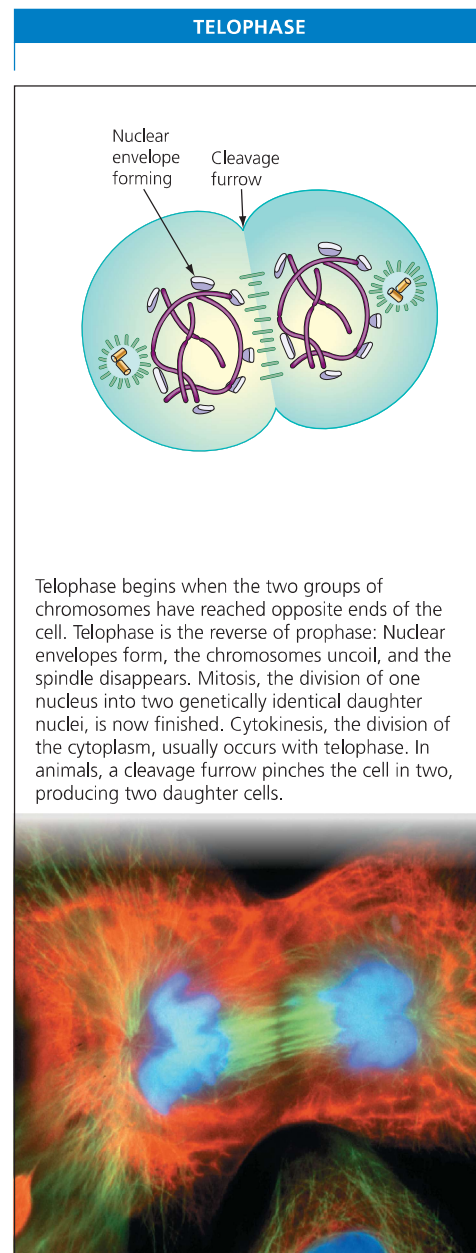 TELOPHASE
Nuclear
envelope
forming
Cleavage
furrow
Telophase begins when the two groups of
chromosomes have reached opposite ends of the
cell. Telophase is the reverse of prophase: Nuclear
envelopes form, the chromosomes uncoil, and the
spindle disappears. Mitosis, the division of one
nucleus into two genetically identical daughter
nuclei, is now finished. Cytokinesis, the division of
the cytoplasm, usually occurs with telophase. In
animals, a cleavage furrow pinches the cell in two,
producing two daughter cells.